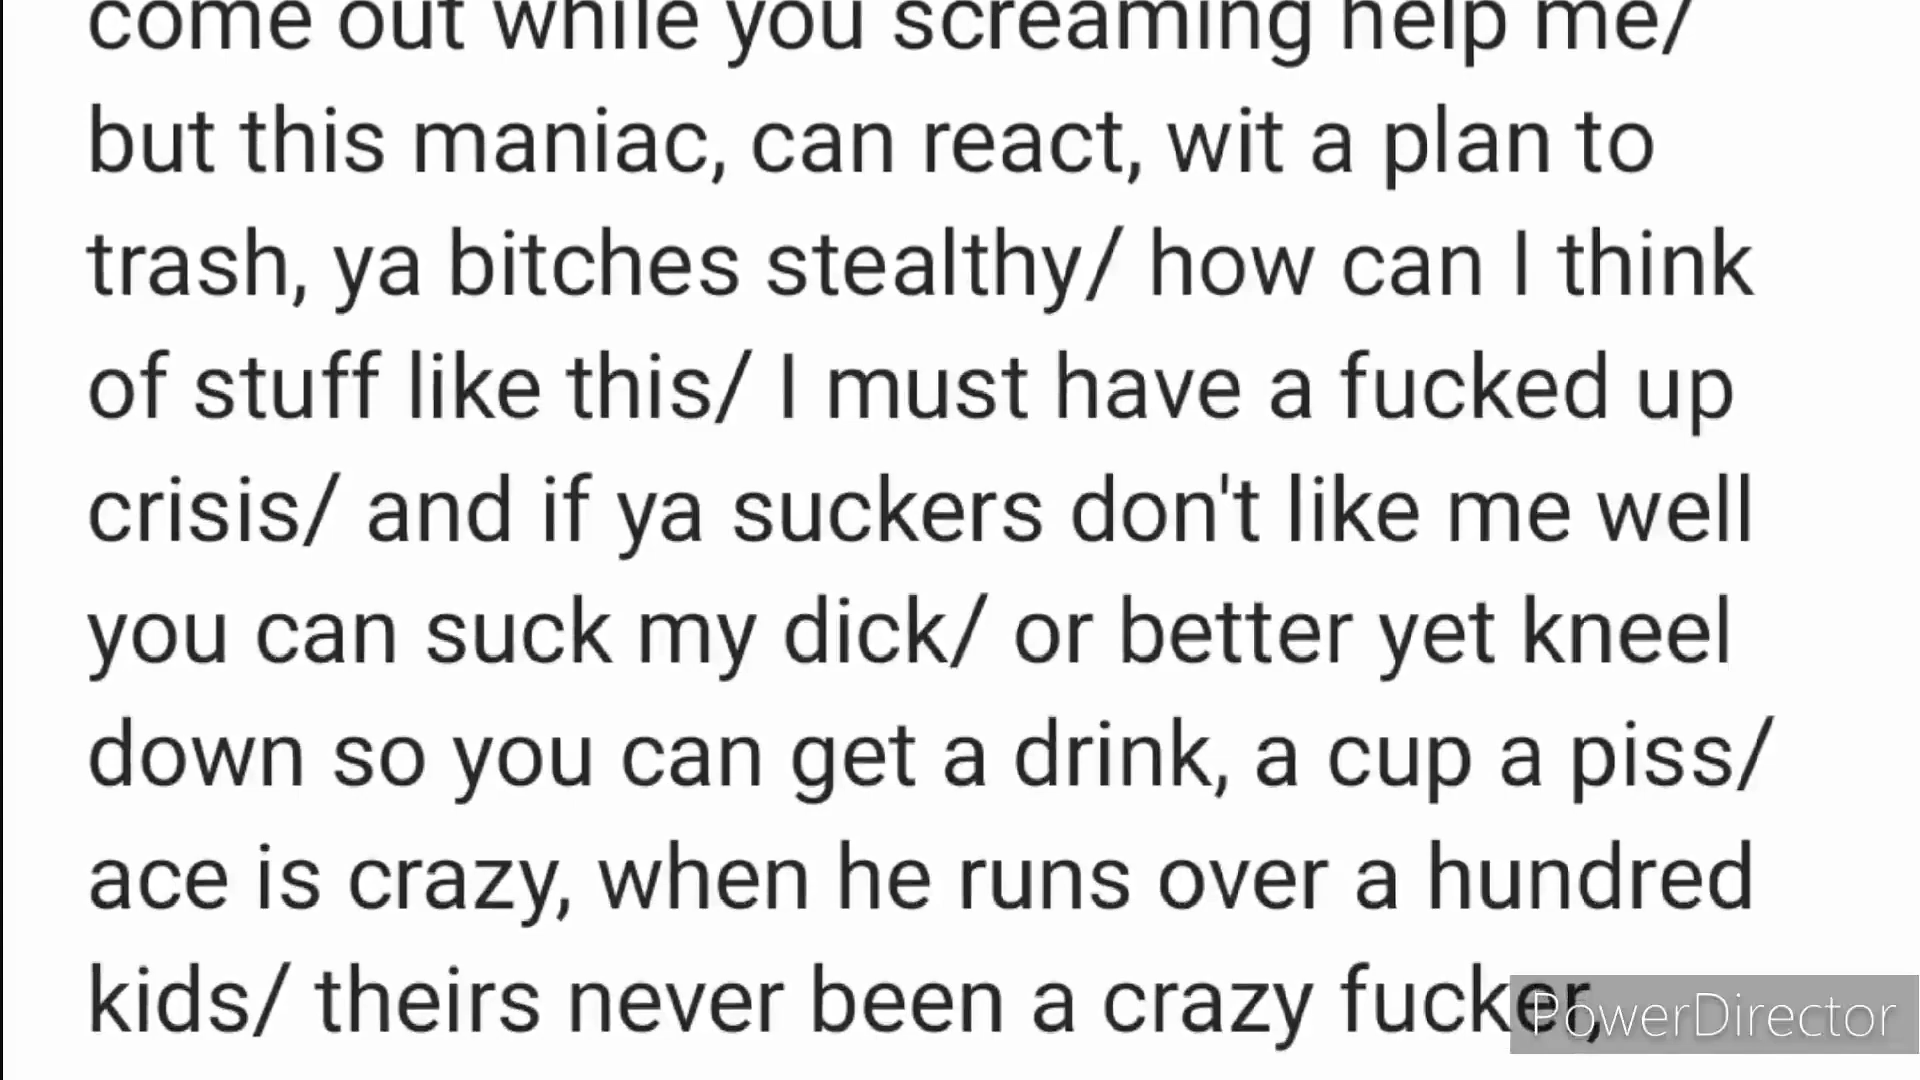 come out while you screaming help me/
but this maniac, can react, wit a plan to
trash, ya bitches stealthy/ how can I think
of stuff like this/ I must have a fucked up
crisis/ and if ya suckers don't like me well
you can suck my dick/ or better yet kneel
down so you can get a drink, a cup a piss/
ace is crazy, when he runs over a hundred
kids/ theirs never been a crazy fucker,
PowerDirector